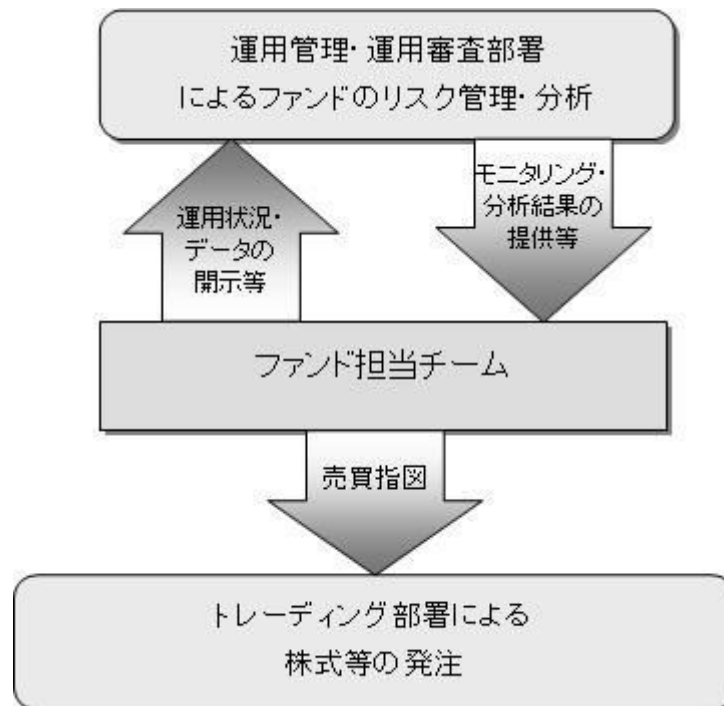 運用管理・運用審査部署
によるファンドのリスク管理・分析
運用状況・
データの
開示等
モニタリング・
分析結果の
提供等
ファンド担当チーム
売買指図
トレーディング部署による
株式等の発注